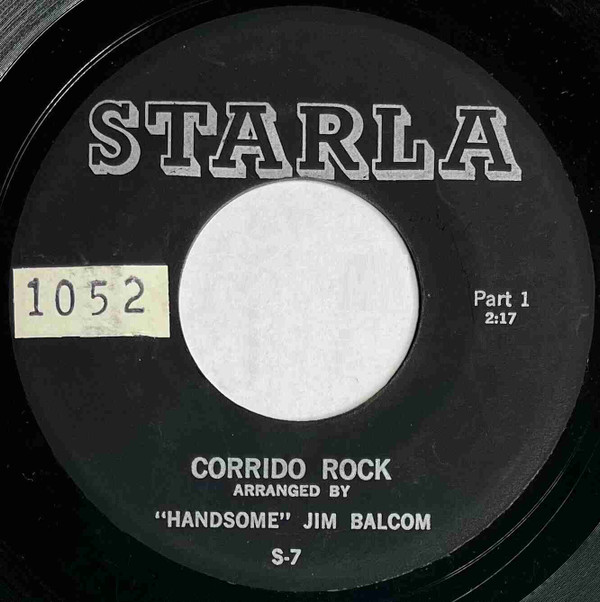 STARLA
1052
Part 1
2:17
CORRIDO ROCK
ARRANGED BY
"HANDSOME" JIM BALCOM
S-7